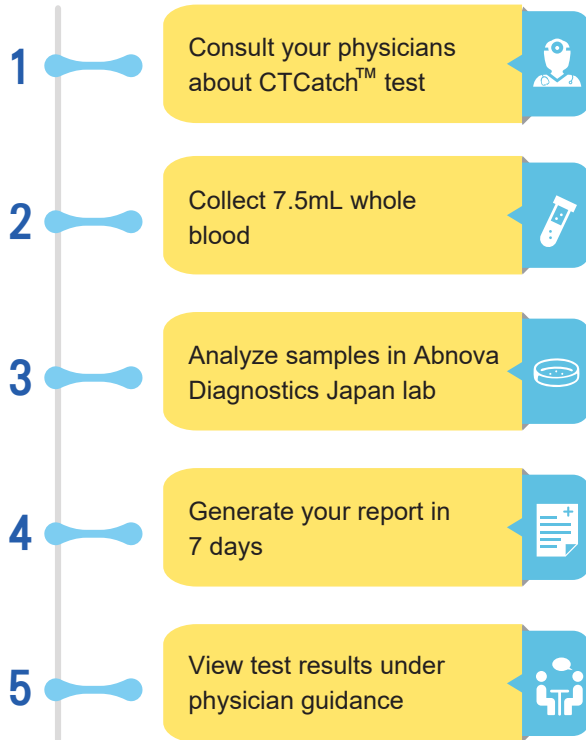 1
Consult your physicians
about CTCatch™ test
2
Collect 7.5mL whole
blood
3
Analyze samples in Abnova
Diagnostics Japan lab
4
Generate your report in
7 days
5
View test results under
physician guidance